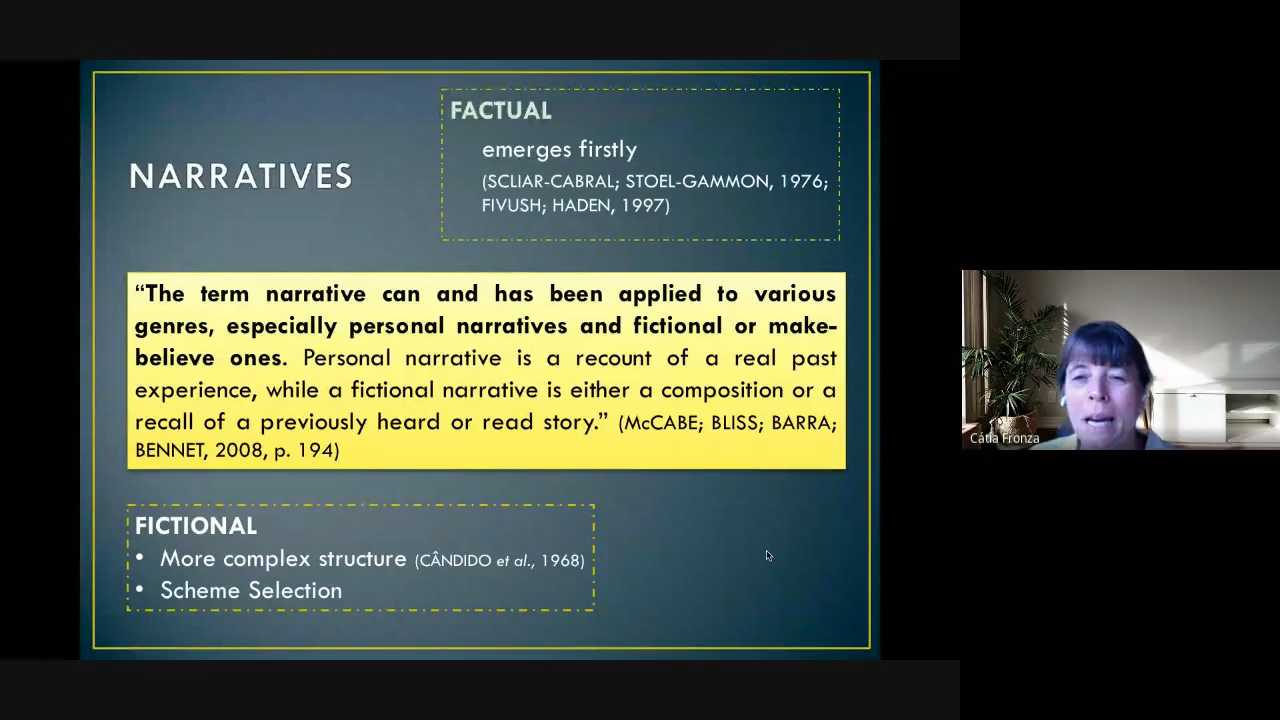 NARRATIVES
FACTUAL
emerges firstly
(SCLIAR-CABRAL; STOEL-GAMMON, 1976;
FIVUSH; HADEN, 1997)
“The term narrative can and has been applied to various
genres, especially personal narratives and fictional or make-
believe ones. Personal narrative is a recount of a real past
experience, while a fictional narrative is either a composition or a
recall of a previously heard or read story.” (McCABE; BLISS; BARRA;
BENNET, 2008, p. 194)
FICTIONAL
• More complex structure (CÂNDIDO et al., 1968)
• Scheme Selection
Cátia Fronza